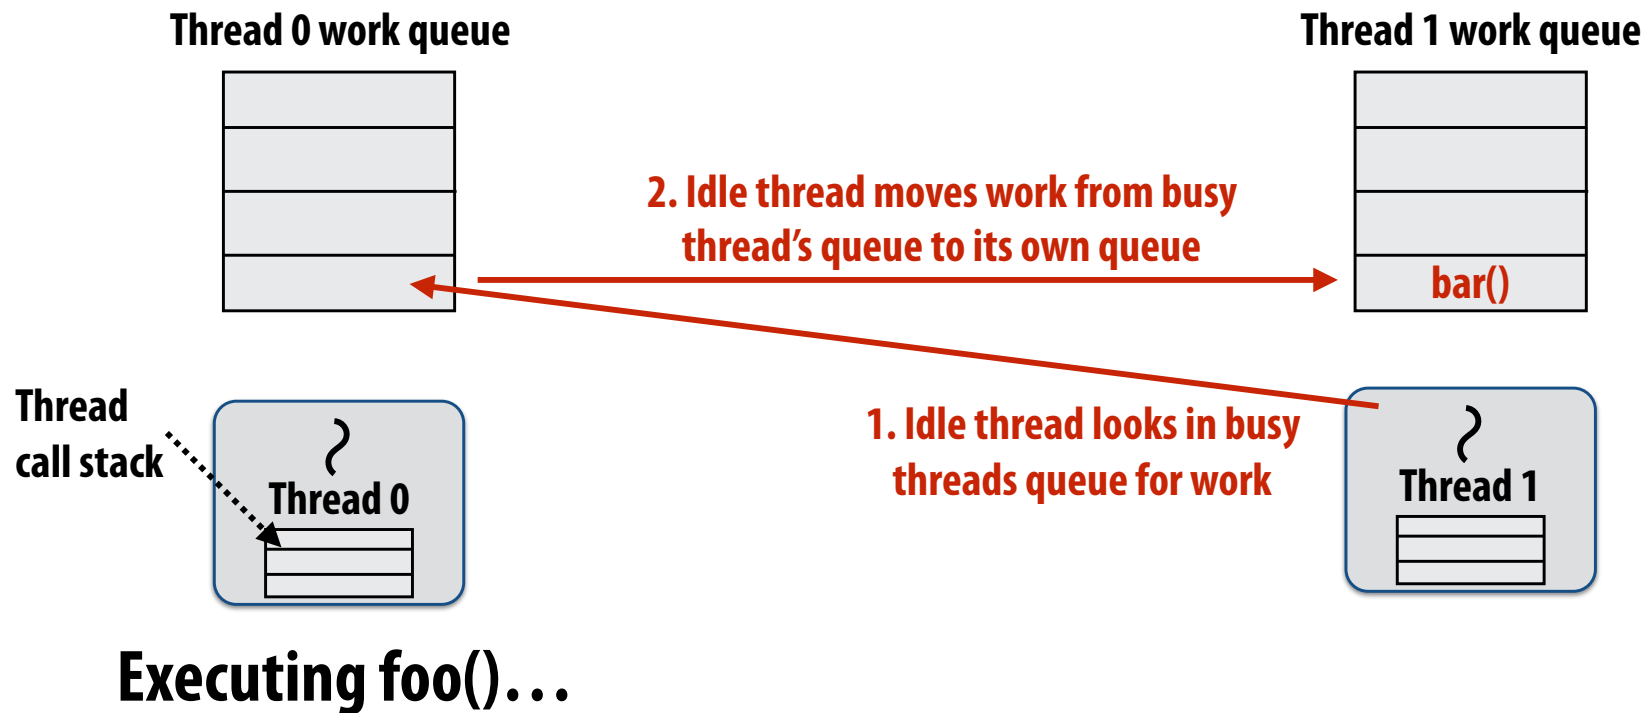 Thread 0 work queue
Thread 1 work queue
2. Idle thread moves work from busy
thread’s queue to its own queue
bar()
Thread
call stack
1. Idle thread looks in busy
threads queue for work
Thread 0
Thread 1
Executing foo()…